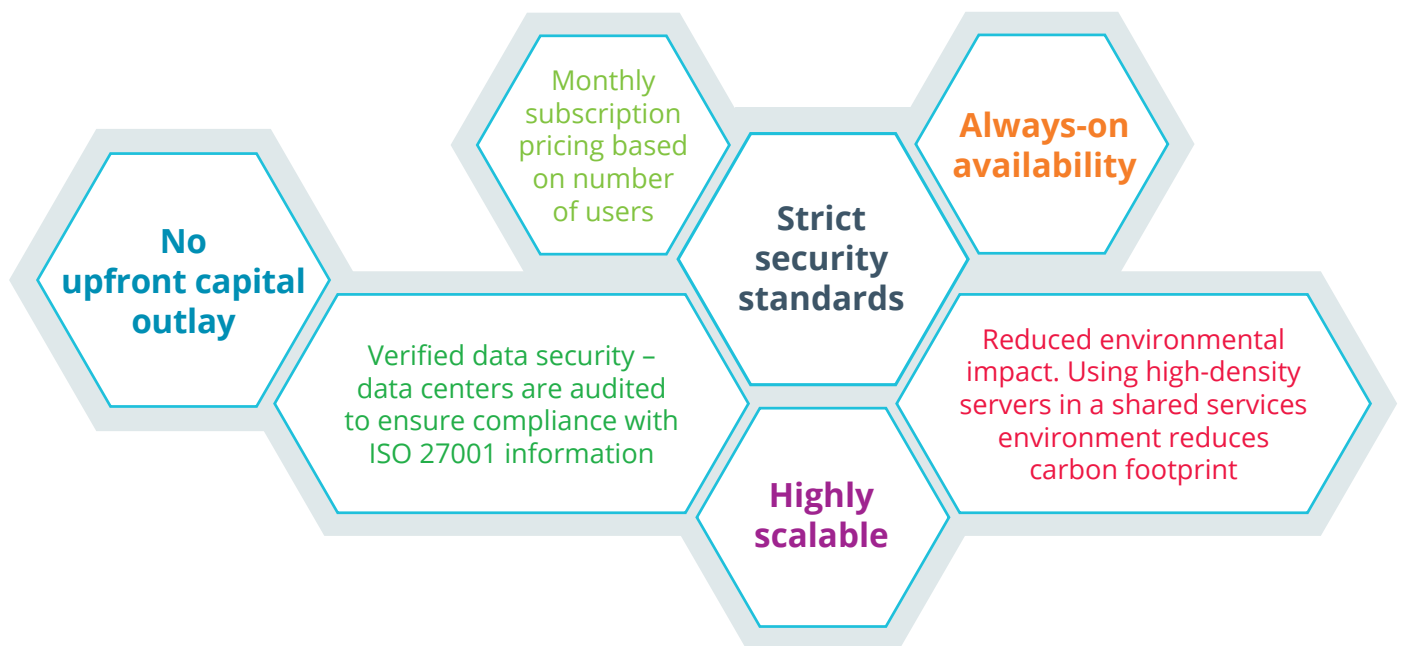 Monthly
subscription
pricing based
on number
of users
Always-on
availability
No
upfront capital
outlay
Strict
security
standards
Verified data security –
data centers are audited
to ensure compliance with
ISO 27001 information
Reduced environmental
impact. Using high-density
servers in a shared services
environment reduces
carbon footprint
Highly
scalable